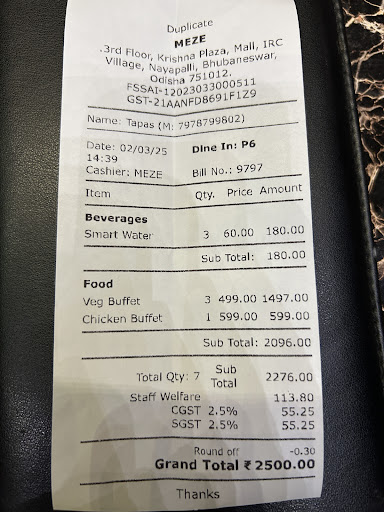 Duplicate
MEZE
.3rd Floor, Krishna Plaza, Mall, IRC
Village, Nayapalli, Bhubaneswar,
Odisha 751012.
FSSAI-12023033000511
GST-21AANFD8691F1Z9
Name: Tapas (M: 7978799802)
Date: 02/03/25 Dine In: P6
14:39
Cashier: MEZE Bill No.: 9797
Item Qty. Price Amount
Beverages
Smart Water 3 60.00 180.00
Sub Total: 180.00
Food
Veg Buffet 3 499.00 1497.00
Chicken Buffet 1 599.00 599.00
Sub Total: 2096.00
Total Qty: 7 Sub Total 2276.00
Staff Welfare 113.80
CGST 2.5% 55.25
SGST 2.5% 55.25
Round off -0.30
Grand Total ₹ 2500.00
Thanks